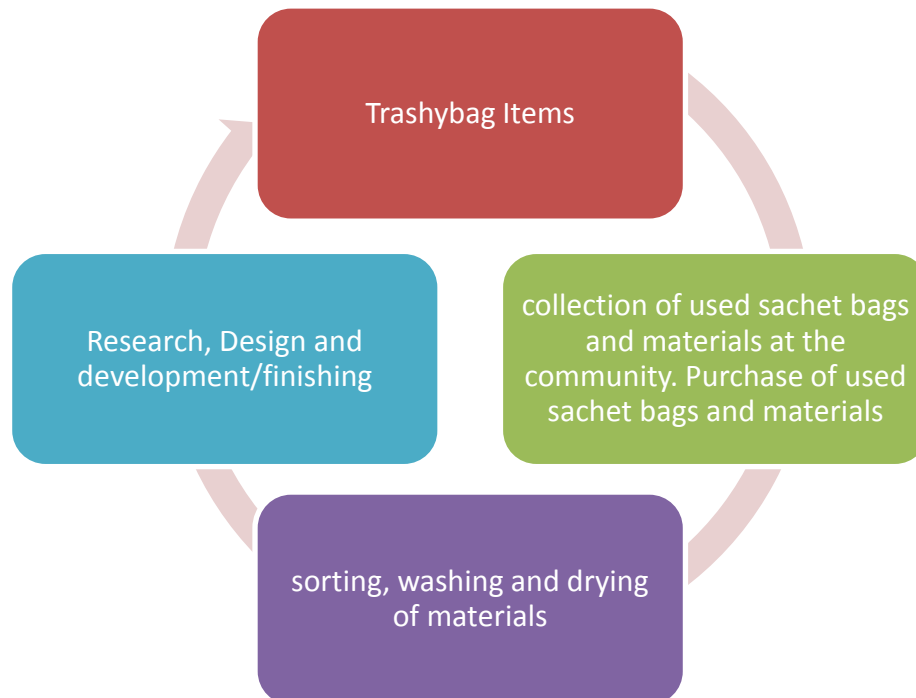 Trashybag Items
collection of used sachet bags
and materials at the
community. Purchase of used
sachet bags and materials
sorting, washing and drying
of materials
Research, Design and
development/finishing